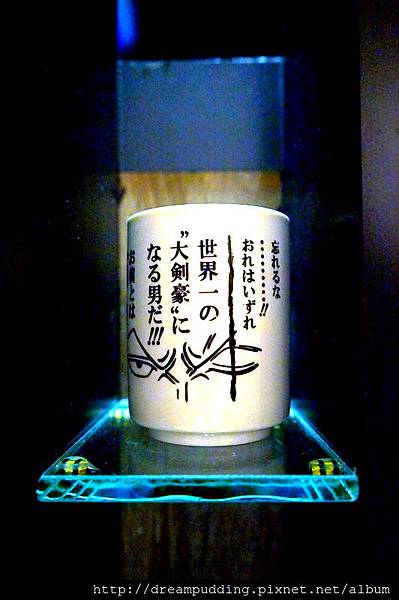 忘れるな
………!!
おれはいずれ
世界一の
"大剣豪"に
なる男だ!!!
お前とは
http://dreampudding.pixnet.net/album